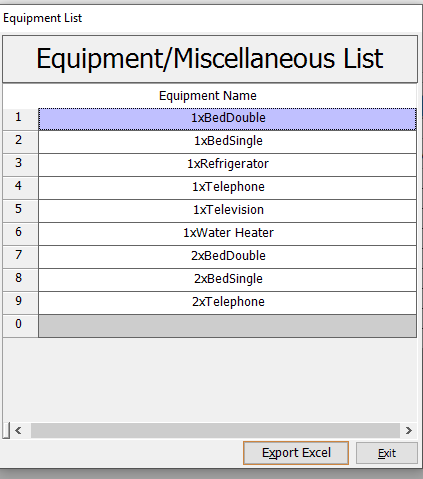 Equipment List
Equipment/Miscellaneous List
Equipment Name
1 1xBedDouble
2 1xBedSingle
3 1xRefrigerator
4 1xTelephone
5 1xTelevision
6 1xWater Heater
7 2xBedDouble
8 2xBedSingle
9 2xTelephone
0
Export Excel Exit